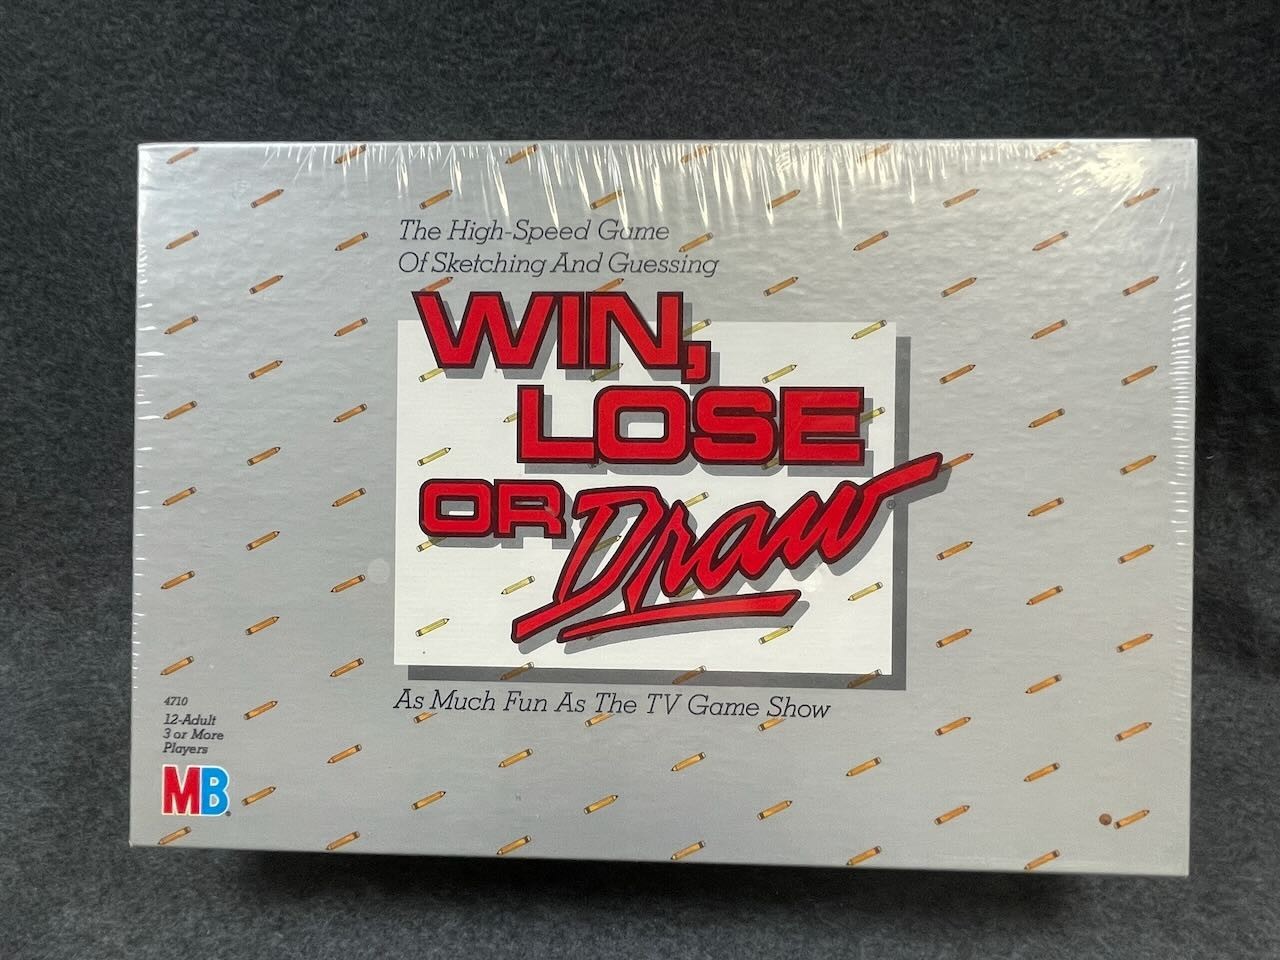 The High-Speed Game
Of Sketching And Guessing
WIN,
LOSE
OR Draw®
As Much Fun As The TV Game Show
4710
12-Adult
3 or More
Players
MB®